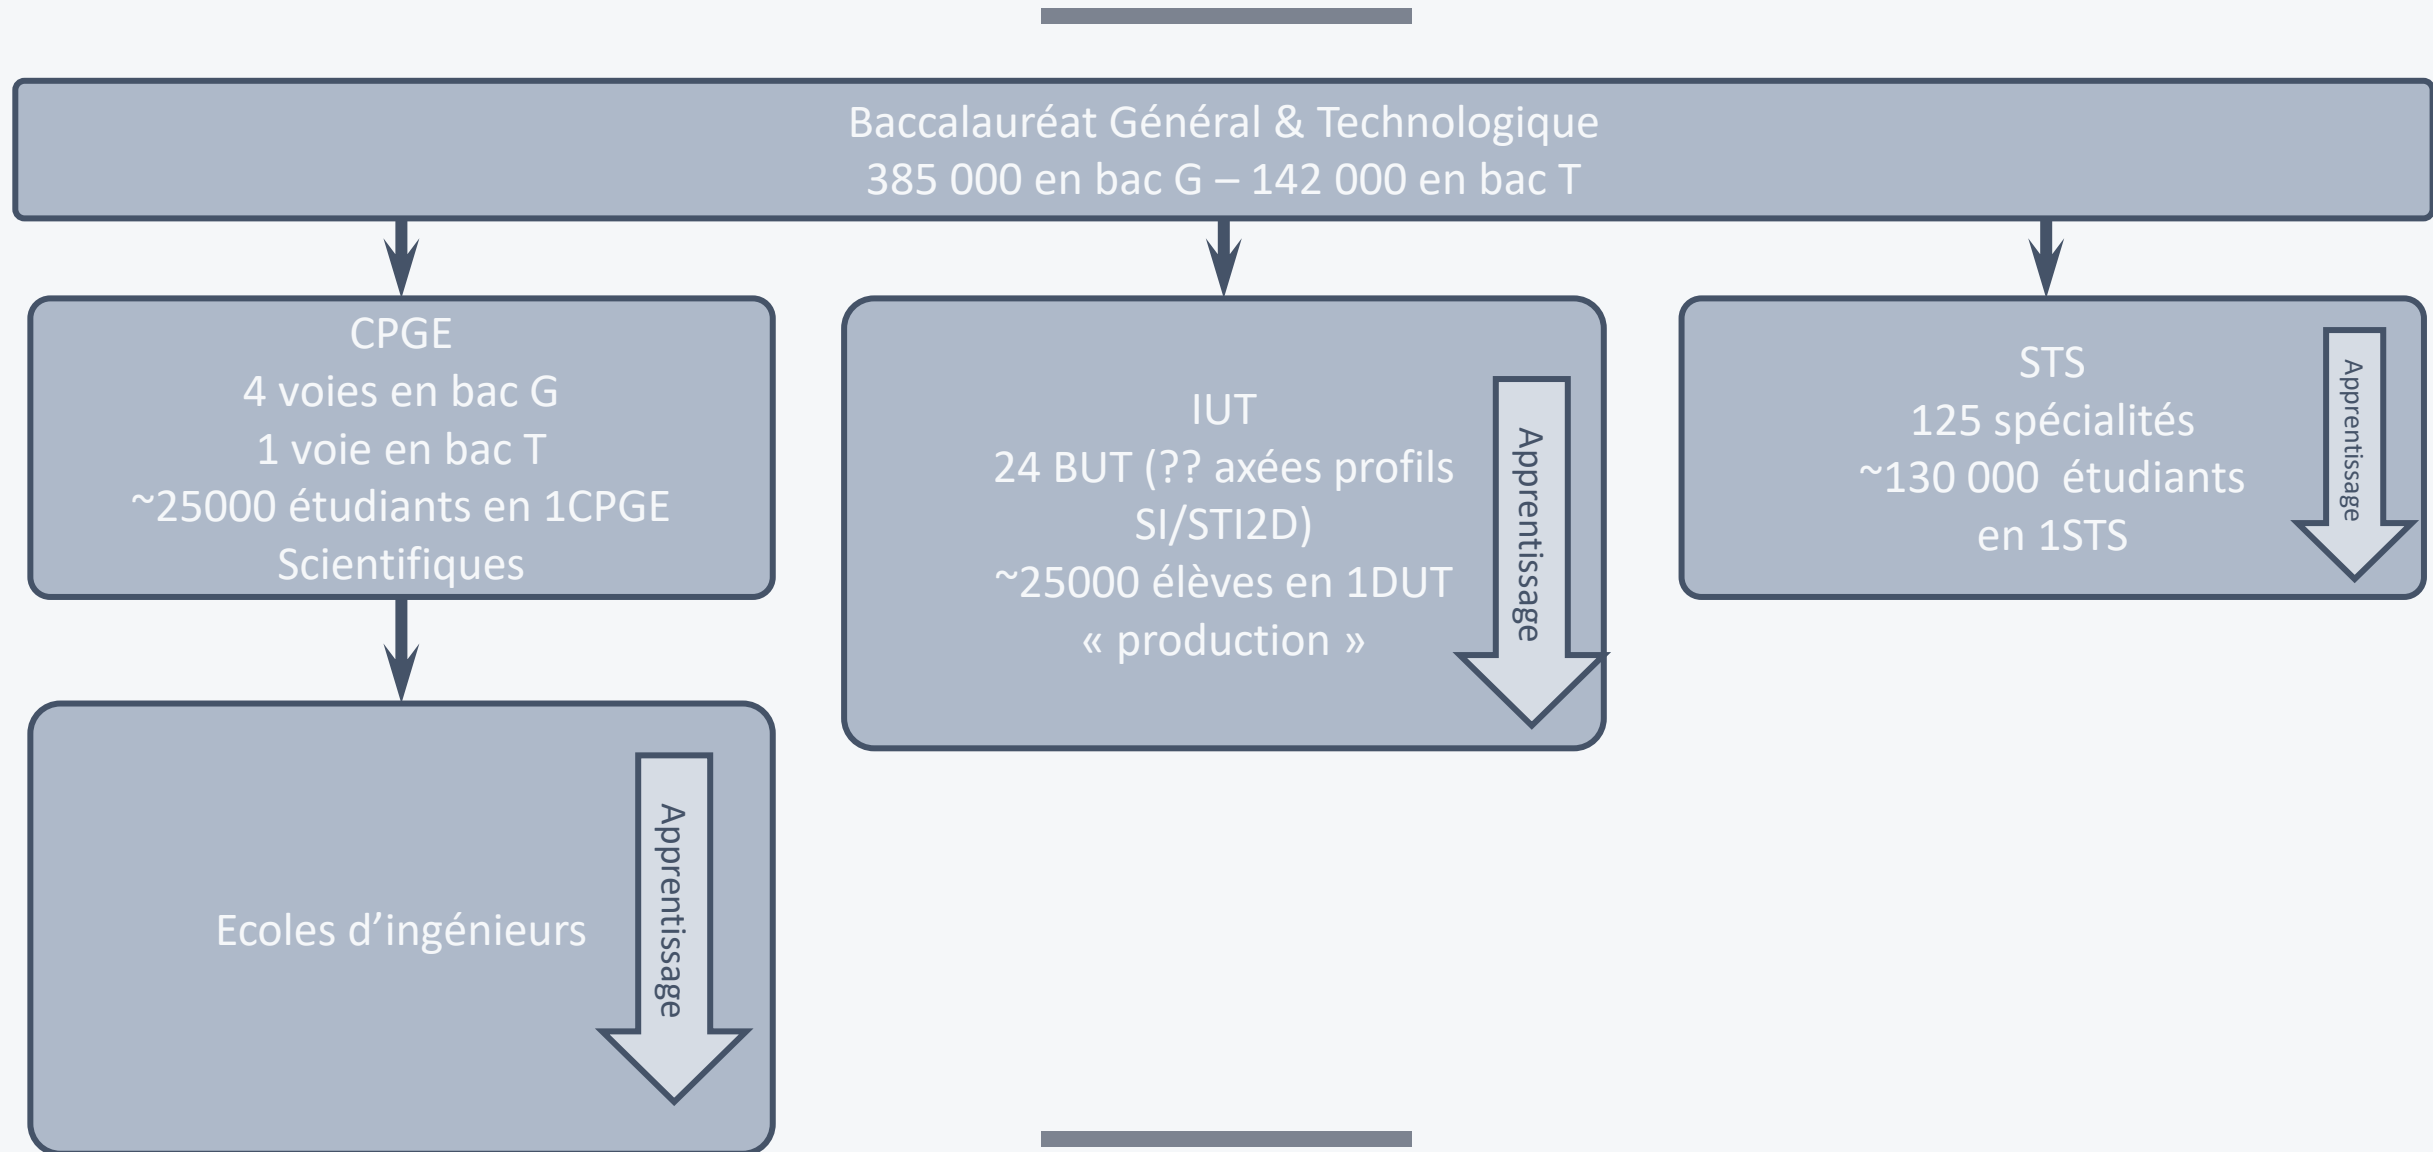 Baccalauréat Général & Technologique
385 000 en bac G – 142 000 en bac T
CPGE
4 voies en bac G
1 voie en bac T
~25000 étudiants en 1CPGE
Scientifiques
IUT
24 BUT (?? axées profils
SI/STI2D)
~25000 élèves en 1DUT
« production »
Apprentissage
STS
125 spécialités
~130 000  étudiants
en 1STS
Apprentissage
Ecoles d’ingénieurs
Apprentissage